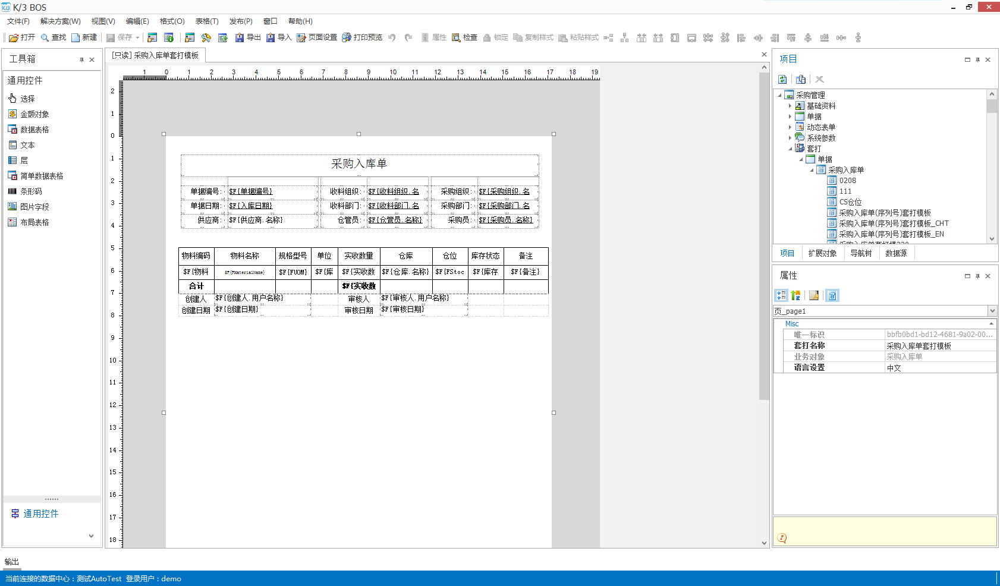 K/3 BOS
文件(F) 解决方案(W) 视图(V) 编辑(E) 格式(O) 表格(T) 发布(P) 窗口 帮助(H)
打开 查找 新建 保存 导出 导入 页面设置 打印预览 属性 检查 锁定 复制样式 粘贴样式
工具箱
通用控件
选择
金额对象
数据表格
文本
层
简单数据表格
条形码
图片字段
布局表格
通用控件
[只读] 采购入库单套打模板
1 0 1 2 3 4 5 6 7 8 9 10 11 12 13 14 15 16 17 18 19
2
1
0
1
2
3
4
5
6
7
8
9
10
11
12
13
14
15
16
17
18
采购入库单
单据编号: $F{单据编号} 收料组织: $F{收料组织.名 采购组织: $F{采购组织.名
单据日期: $F{入库日期} 收料部门: $F{收料部门.名 采购部门: $F{采购部门.名
供应商: $F{供应商.名称} 仓管员: $F{仓管员.名称} 采购员: $F{采购员.名称}
物料编码 物料名称 规格型号 单位 实收数量 仓库 仓位 库存状态 备注
$F{物料 $F{FMaterialName} $F{FUOM} $F{库 $F{实收数 $F{仓库.名称} $F{FStoc $F{库存 $F{备注}
合计 $F{实收数
创建人 $F{创建人.用户名称} 审核人 $F{审核人.用户名称}
创建日期 $F{创建日期} 审核日期 $F{审核日期}
项目
采购管理
基础资料
单据
动态表单
系统参数
套打
单据
采购入库单
0208
111
CS仓位
采购入库单(序列号)套打模板
采购入库单(序列号)套打模板_CHT
采购入库单(序列号)套打模板_EN
项目 扩展对象 导航树 数据源
属性
页_page1
Misc
唯一标识 bbfb0bd1-bd12-4681-9a02-00...
套打名称 采购入库单套打模板
业务对象 采购入库单
语言设置 中文
输出
当前连接的数据中心：测试AutoTest 登录用户：demo